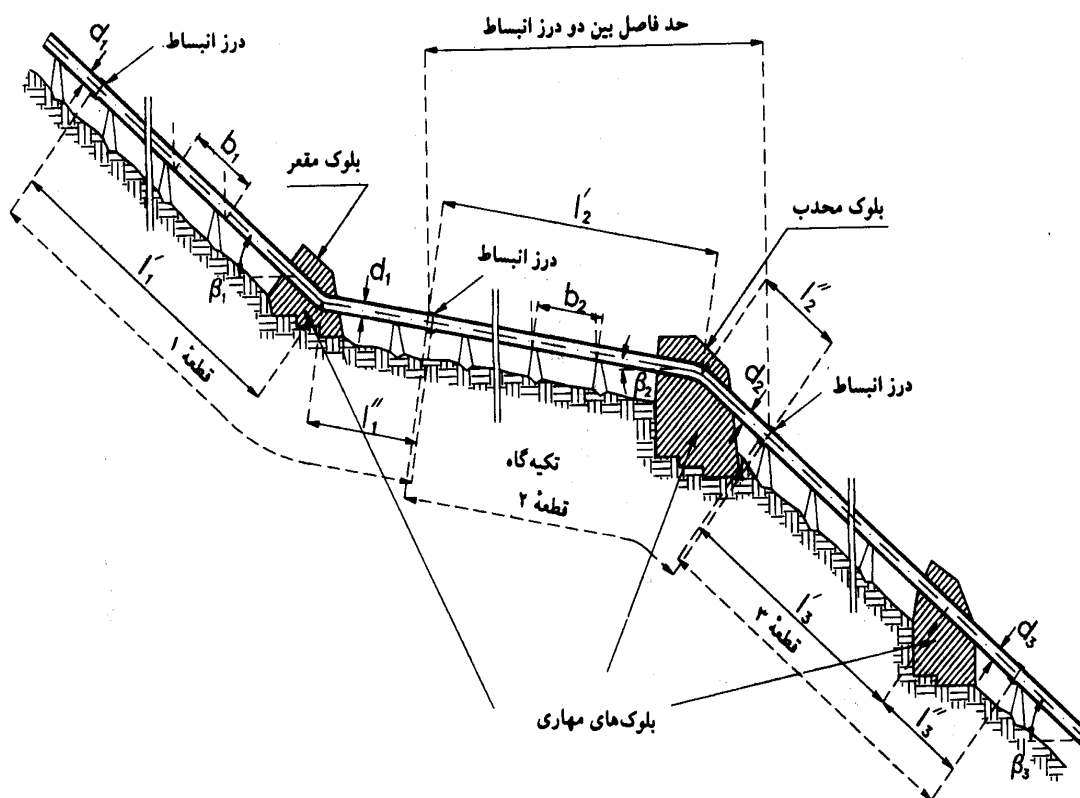 حد فاصل بین دو درز انبساط
d₁
درز انبساط
b₁
بلوک مقعر
l′₂
بلوک محدب
l′₁
β₁
d₁
درز انبساط
b₂
l″₂
β₂
d₂
درز انبساط
قطعهٔ ۱
l″₁
تکیه‌گاه
قطعهٔ ۲
l′₃
قطعهٔ ۳
d₃
بلوک‌های مهاری
l″₃
β₃